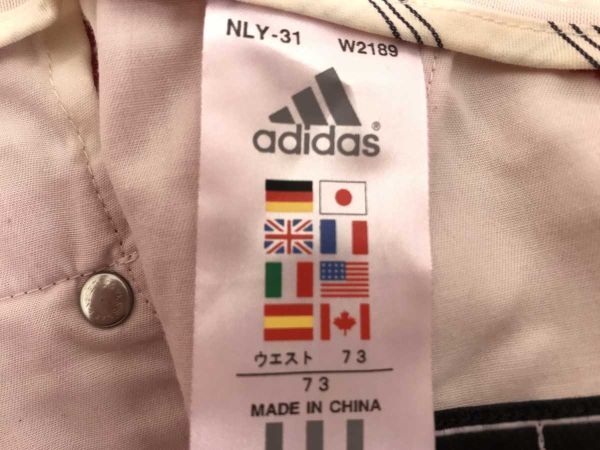 NLY-31 W2189
adidas®
ウエスト 73
73
MADE IN CHINA